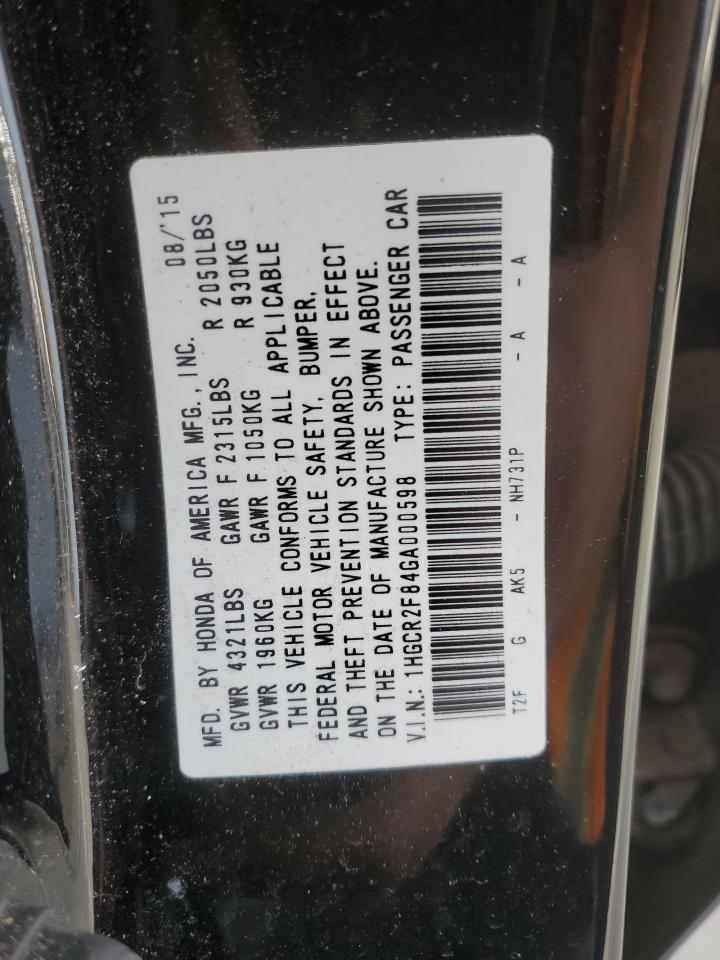 MFD. BY HONDA OF AMERICA MFG., INC. 08/'15
GVWR 4321LBS GAWR F 2315LBS R 2050LBS
GVWR 1960KG GAWR F 1050KG R 930KG
THIS VEHICLE CONFORMS TO ALL APPLICABLE
FEDERAL MOTOR VEHICLE SAFETY, BUMPER,
AND THEFT PREVENTION STANDARDS IN EFFECT
ON THE DATE OF MANUFACTURE SHOWN ABOVE.
V.I.N.: 1HGCR2F84GA000598 TYPE: PASSENGER CAR
T2F G AK5 - NH731P - A - A